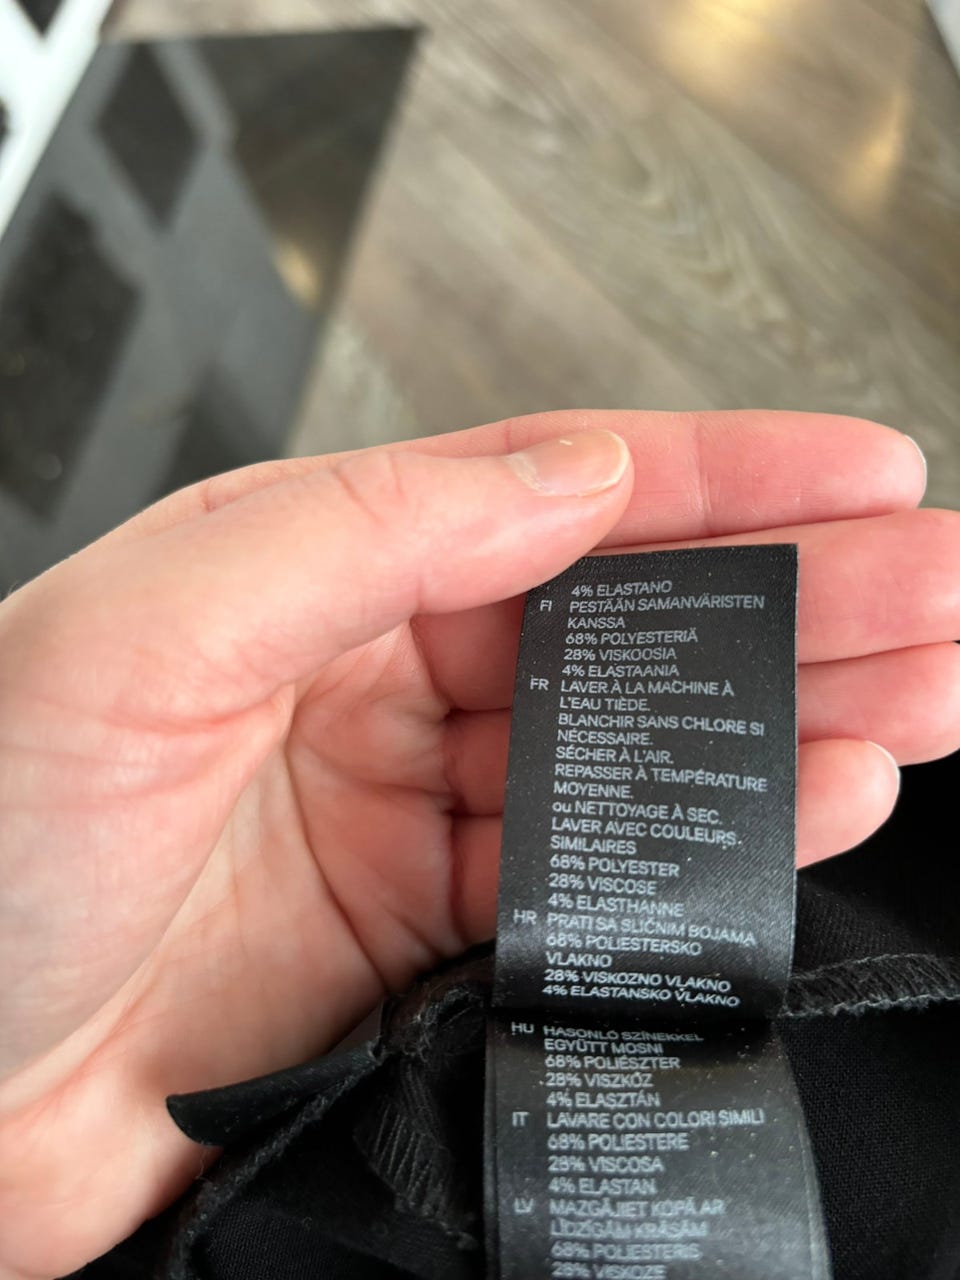 4% ELASTANO
FI PESTÄÄN SAMANVÄRISTEN
KANSSA
68% POLYESTERIÄ
28% VISKOOSIA
4% ELASTAANIA
FR LAVER À LA MACHINE À
L'EAU TIÈDE.
BLANCHIR SANS CHLORE SI
NÉCESSAIRE.
SÉCHER À L'AIR.
REPASSER À TEMPÉRATURE
MOYENNE.
ou NETTOYAGE À SEC.
LAVER AVEC COULEURS
SIMILAIRES
68% POLYESTER
28% VISCOSE
4% ELASTHANNE
HR PRATI SA SLIČNIM BOJAMA
68% POLIESTERSKO
VLAKNO
28% VISKOZNO VLAKNO
4% ELASTANSKO VLAKNO
HU HASONLÓ SZÍNEKKEL
EGYÜTT MOSNI
68% POLIÉSZTER
28% VISZKÓZ
4% ELASZTÁN
IT LAVARE CON COLORI SIMILI
68% POLIESTERE
28% VISCOSA
4% ELASTAN
LV MAZGĀJIET KOPĀ AR
LĪDZĪGĀM KRĀSĀM
68% POLIESTERIS
28% VISKOZE